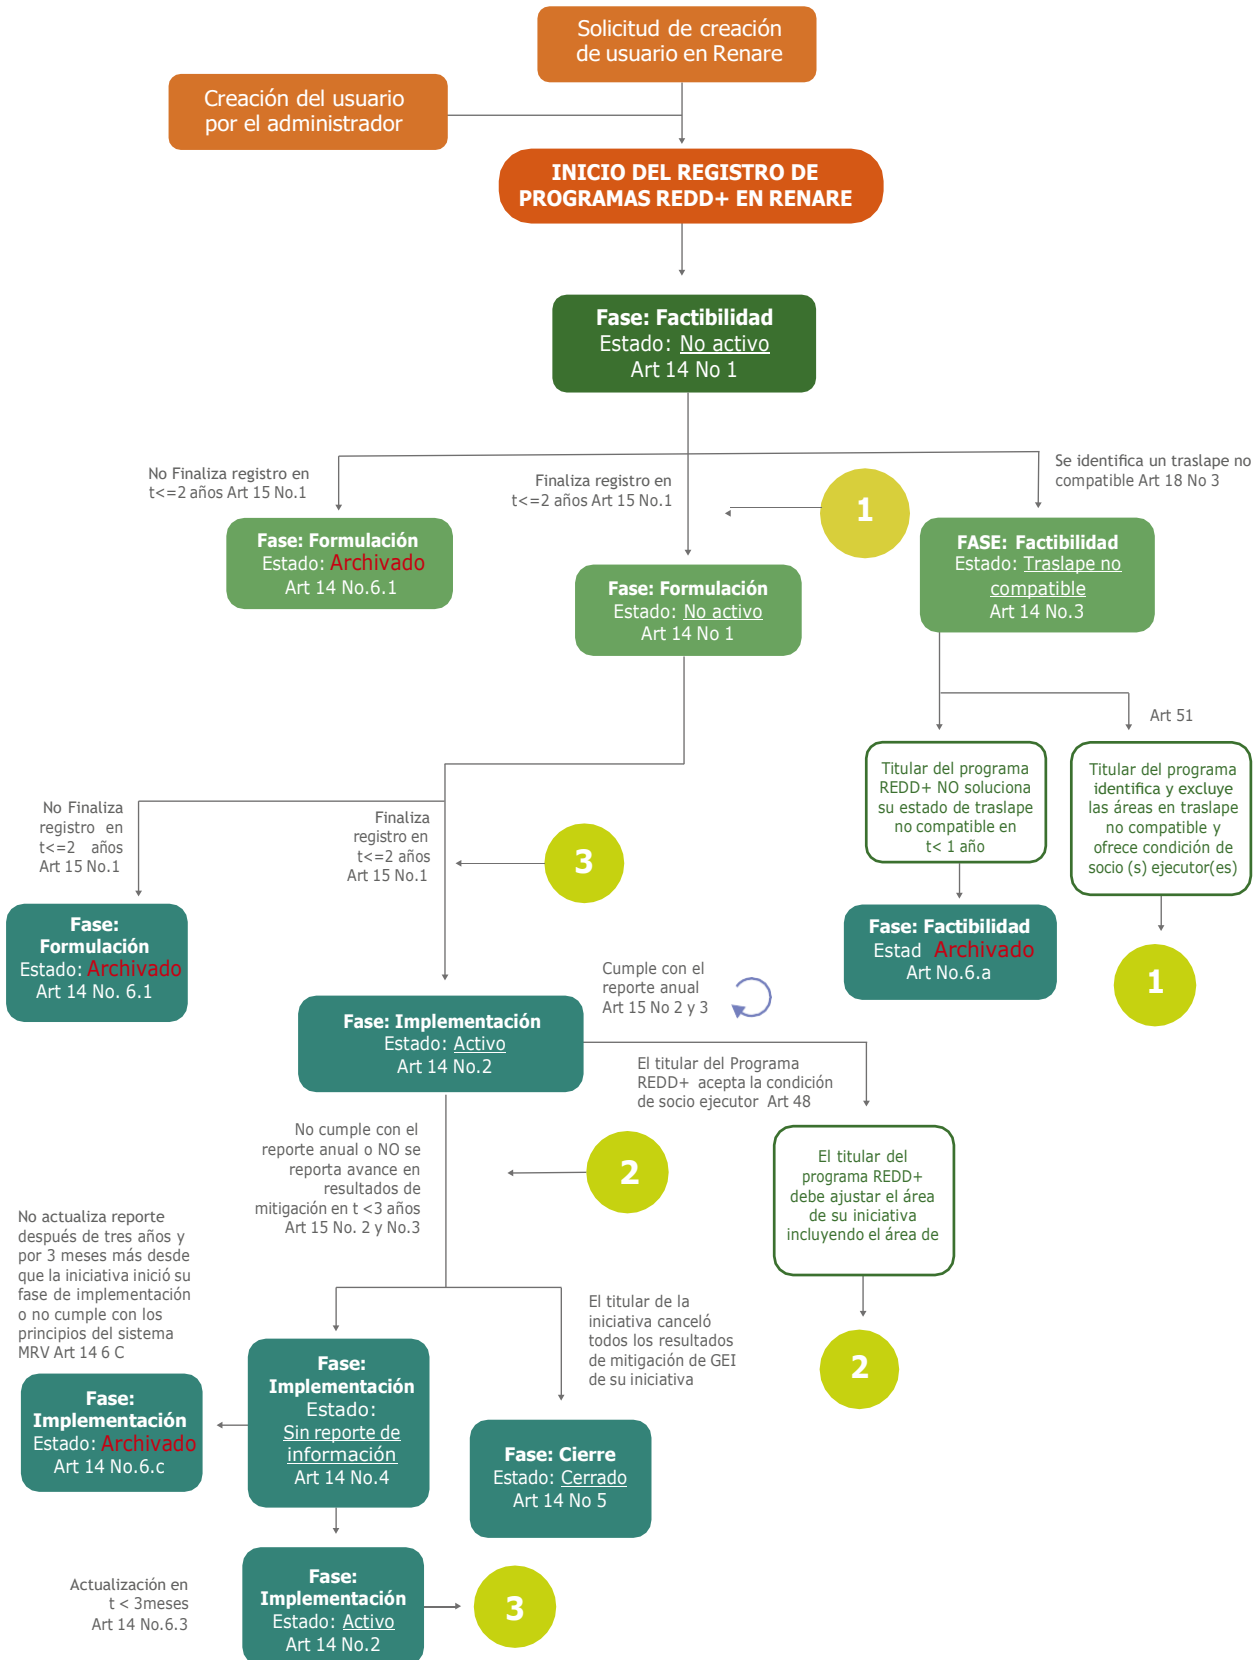 Solicitud de creación
de usuario en Renare
Creación del usuario
por el administrador
INICIO DEL REGISTRO DE
PROGRAMAS REDD+ EN RENARE
Fase: Factibilidad
Estado: No activo
Art 14 No 1
No Finaliza registro en
t<=2 años Art 15 No.1
Finaliza registro en
t<=2 años Art 15 No.1
1
Se identifica un traslape no
compatible Art 18 No 3
Fase: Formulación
Estado: Archivado
Art 14 No.6.1
Fase: Formulación
Estado: No activo
Art 14 No 1
FASE: Factibilidad
Estado: Traslape no
compatible
Art 14 No.3
Art 51
Titular del programa
REDD+ NO soluciona
su estado de traslape
no compatible en
t< 1 año
Titular del programa
identifica y excluye
las áreas en traslape
no compatible y
ofrece condición de
socio (s) ejecutor(es)
No Finaliza
registro en
t<=2 años
Art 15 No.1
Finaliza
registro en
t<=2 años
Art 15 No.1
3
Fase:
Formulación
Estado: Archivado
Art 14 No. 6.1
Fase: Factibilidad
Estad Archivado
Art No.6.a
1
Cumple con el
reporte anual
Art 15 No 2 y 3
Fase: Implementación
Estado: Activo
Art 14 No.2
El titular del Programa
REDD+ acepta la condición
de socio ejecutor Art 48
No cumple con el
reporte anual o NO se
reporta avance en
resultados de
mitigación en t <3 años
Art 15 No. 2 y No.3
2
El titular del
programa REDD+
debe ajustar el área
de su iniciativa
incluyendo el área de
No actualiza reporte
después de tres años y
por 3 meses más desde
que la iniciativa inició su
fase de implementación
o no cumple con los
principios del sistema
MRV Art 14 6 C
El titular de la
iniciativa canceló
todos los resultados
de mitigación de GEI
de su iniciativa
2
Fase:
Implementación
Estado: Archivado
Art 14 No.6.c
Fase:
Implementación
Estado:
Sin reporte de
información
Art 14 No.4
Fase: Cierre
Estado: Cerrado
Art 14 No 5
Actualización en
t < 3meses
Art 14 No.6.3
Fase:
Implementación
Estado: Activo
Art 14 No.2
3